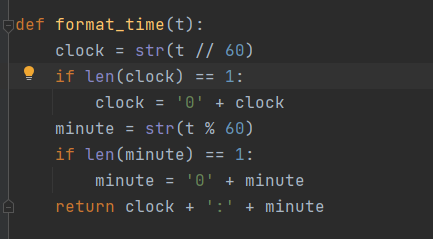 def format_time(t):
    clock = str(t // 60)
    if len(clock) == 1:
        clock = '0' + clock
    minute = str(t % 60)
    if len(minute) == 1:
        minute = '0' + minute
    return clock + ':' + minute